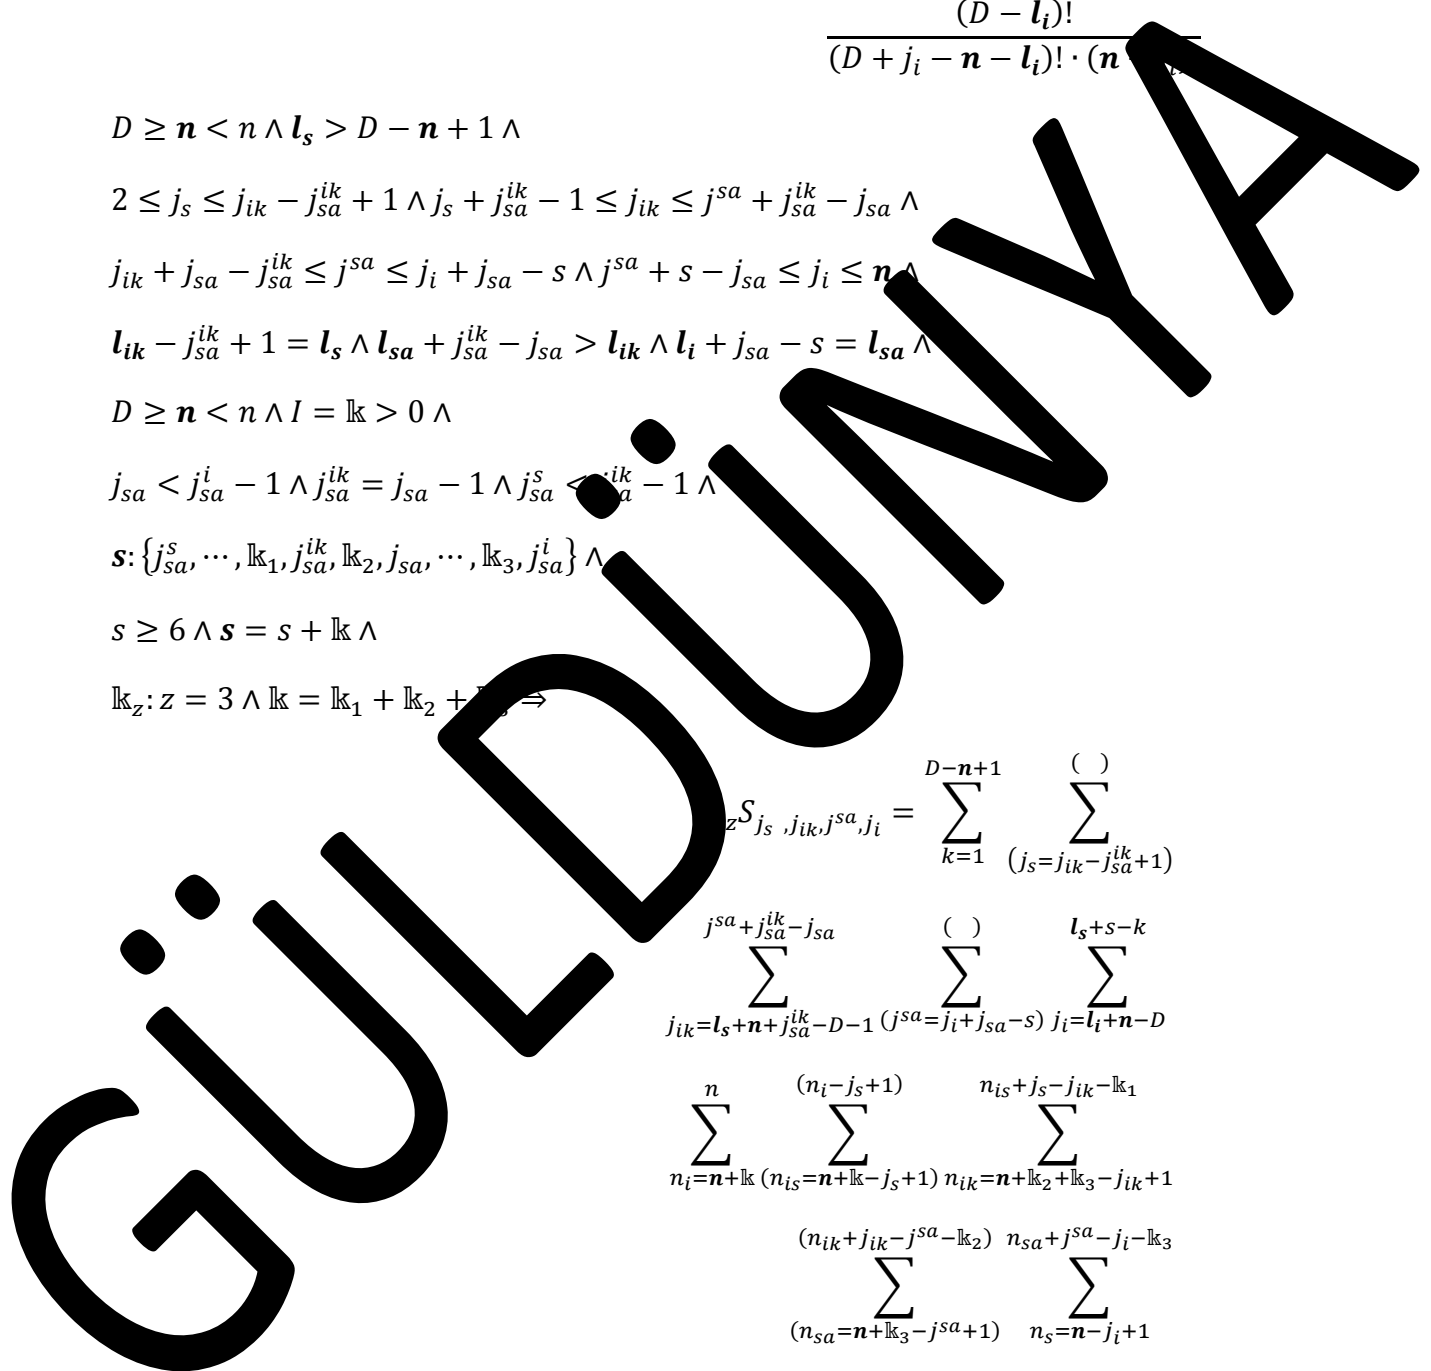 (D − l_i)!
(D + j_i − n − l_i)! · (n
D ≥ n < n ∧ l_s > D − n + 1 ∧
2 ≤ j_s ≤ j_ik − j_sa^ik + 1 ∧ j_s + j_sa^ik − 1 ≤ j_ik ≤ j^sa + j_sa^ik − j_sa ∧
j_ik + j_sa − j_sa^ik ≤ j^sa ≤ j_i + j_sa − s ∧ j^sa + s − j_sa ≤ j_i ≤ n ∧
l_ik − j_sa^ik + 1 = l_s ∧ l_sa + j_sa^ik − j_sa > l_ik ∧ l_i + j_sa − s = l_sa ∧
D ≥ n < n ∧ I = 𝕜 > 0 ∧
j_sa < j_sa^i − 1 ∧ j_sa^ik = j_sa − 1 ∧ j_sa^s < j_sa^ik − 1 ∧
s: {j_sa^s, ⋯ , 𝕜_1, j_sa^ik, 𝕜_2, j_sa, ⋯ , 𝕜_3, j_sa^i} ∧
s ≥ 6 ∧ s = s + 𝕜 ∧
𝕜_z: z = 3 ∧ 𝕜 = 𝕜_1 + 𝕜_2 + 𝕜_3 ⇒
_z S_{j_s ,j_ik,j^sa,j_i} = ∑_{k=1}^{D−n+1} ∑_{(j_s=j_ik−j_sa^ik+1)}^{( )}
∑_{j_ik=l_s+n+j_sa^ik−D−1}^{j^sa+j_sa^ik−j_sa} ∑_{(j^sa=j_i+j_sa−s)}^{( )} ∑_{j_i=l_i+n−D}^{l_s+s−k}
∑_{n_i=n+𝕜}^{n} ∑_{(n_is=n+𝕜−j_s+1)}^{(n_i−j_s+1)} ∑_{n_ik=n+𝕜_2+𝕜_3−j_ik+1}^{n_is+j_s−j_ik−𝕜_1}
∑_{(n_sa=n+𝕜_3−j^sa+1)}^{(n_ik+j_ik−j^sa−𝕜_2)} ∑_{n_s=n−j_i+1}^{n_sa+j^sa−j_i−𝕜_3}
GÜLDÜNYA